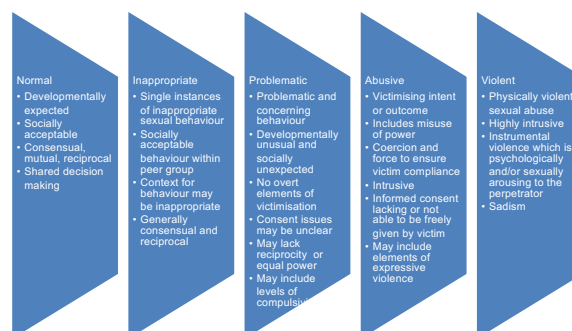 Normal
• Developmentally
expected
• Socially
acceptable
• Consensual,
mutual, reciprocal
• Shared decision
making
Inappropriate
• Single instances
of inappropriate
sexual behaviour
• Socially
acceptable
behaviour within
peer group
• Context for
behaviour may
be inappropriate
• Generally
consensual and
reciprocal
Problematic
• Problematic and
concerning
behaviour
• Developmentally
unusual and
socially
unexpected
• No overt
elements of
victimisation
• Consent issues
may be unclear
• May lack
reciprocity or
equal power
• May include
levels of
Abusive
• Victimising intent
or outcome
• Includes misuse
of power
• Coercion and
force to ensure
victim compliance
• Intrusive
• Informed consent
lacking or not
able to be freely
given by victim
• May include
elements of
expressive
violence
Violent
• Physically violent
sexual abuse
• Highly intrusive
• Instrumental
violence which is
psychologically
and/or sexually
arousing to the
perpetrator
• Sadism